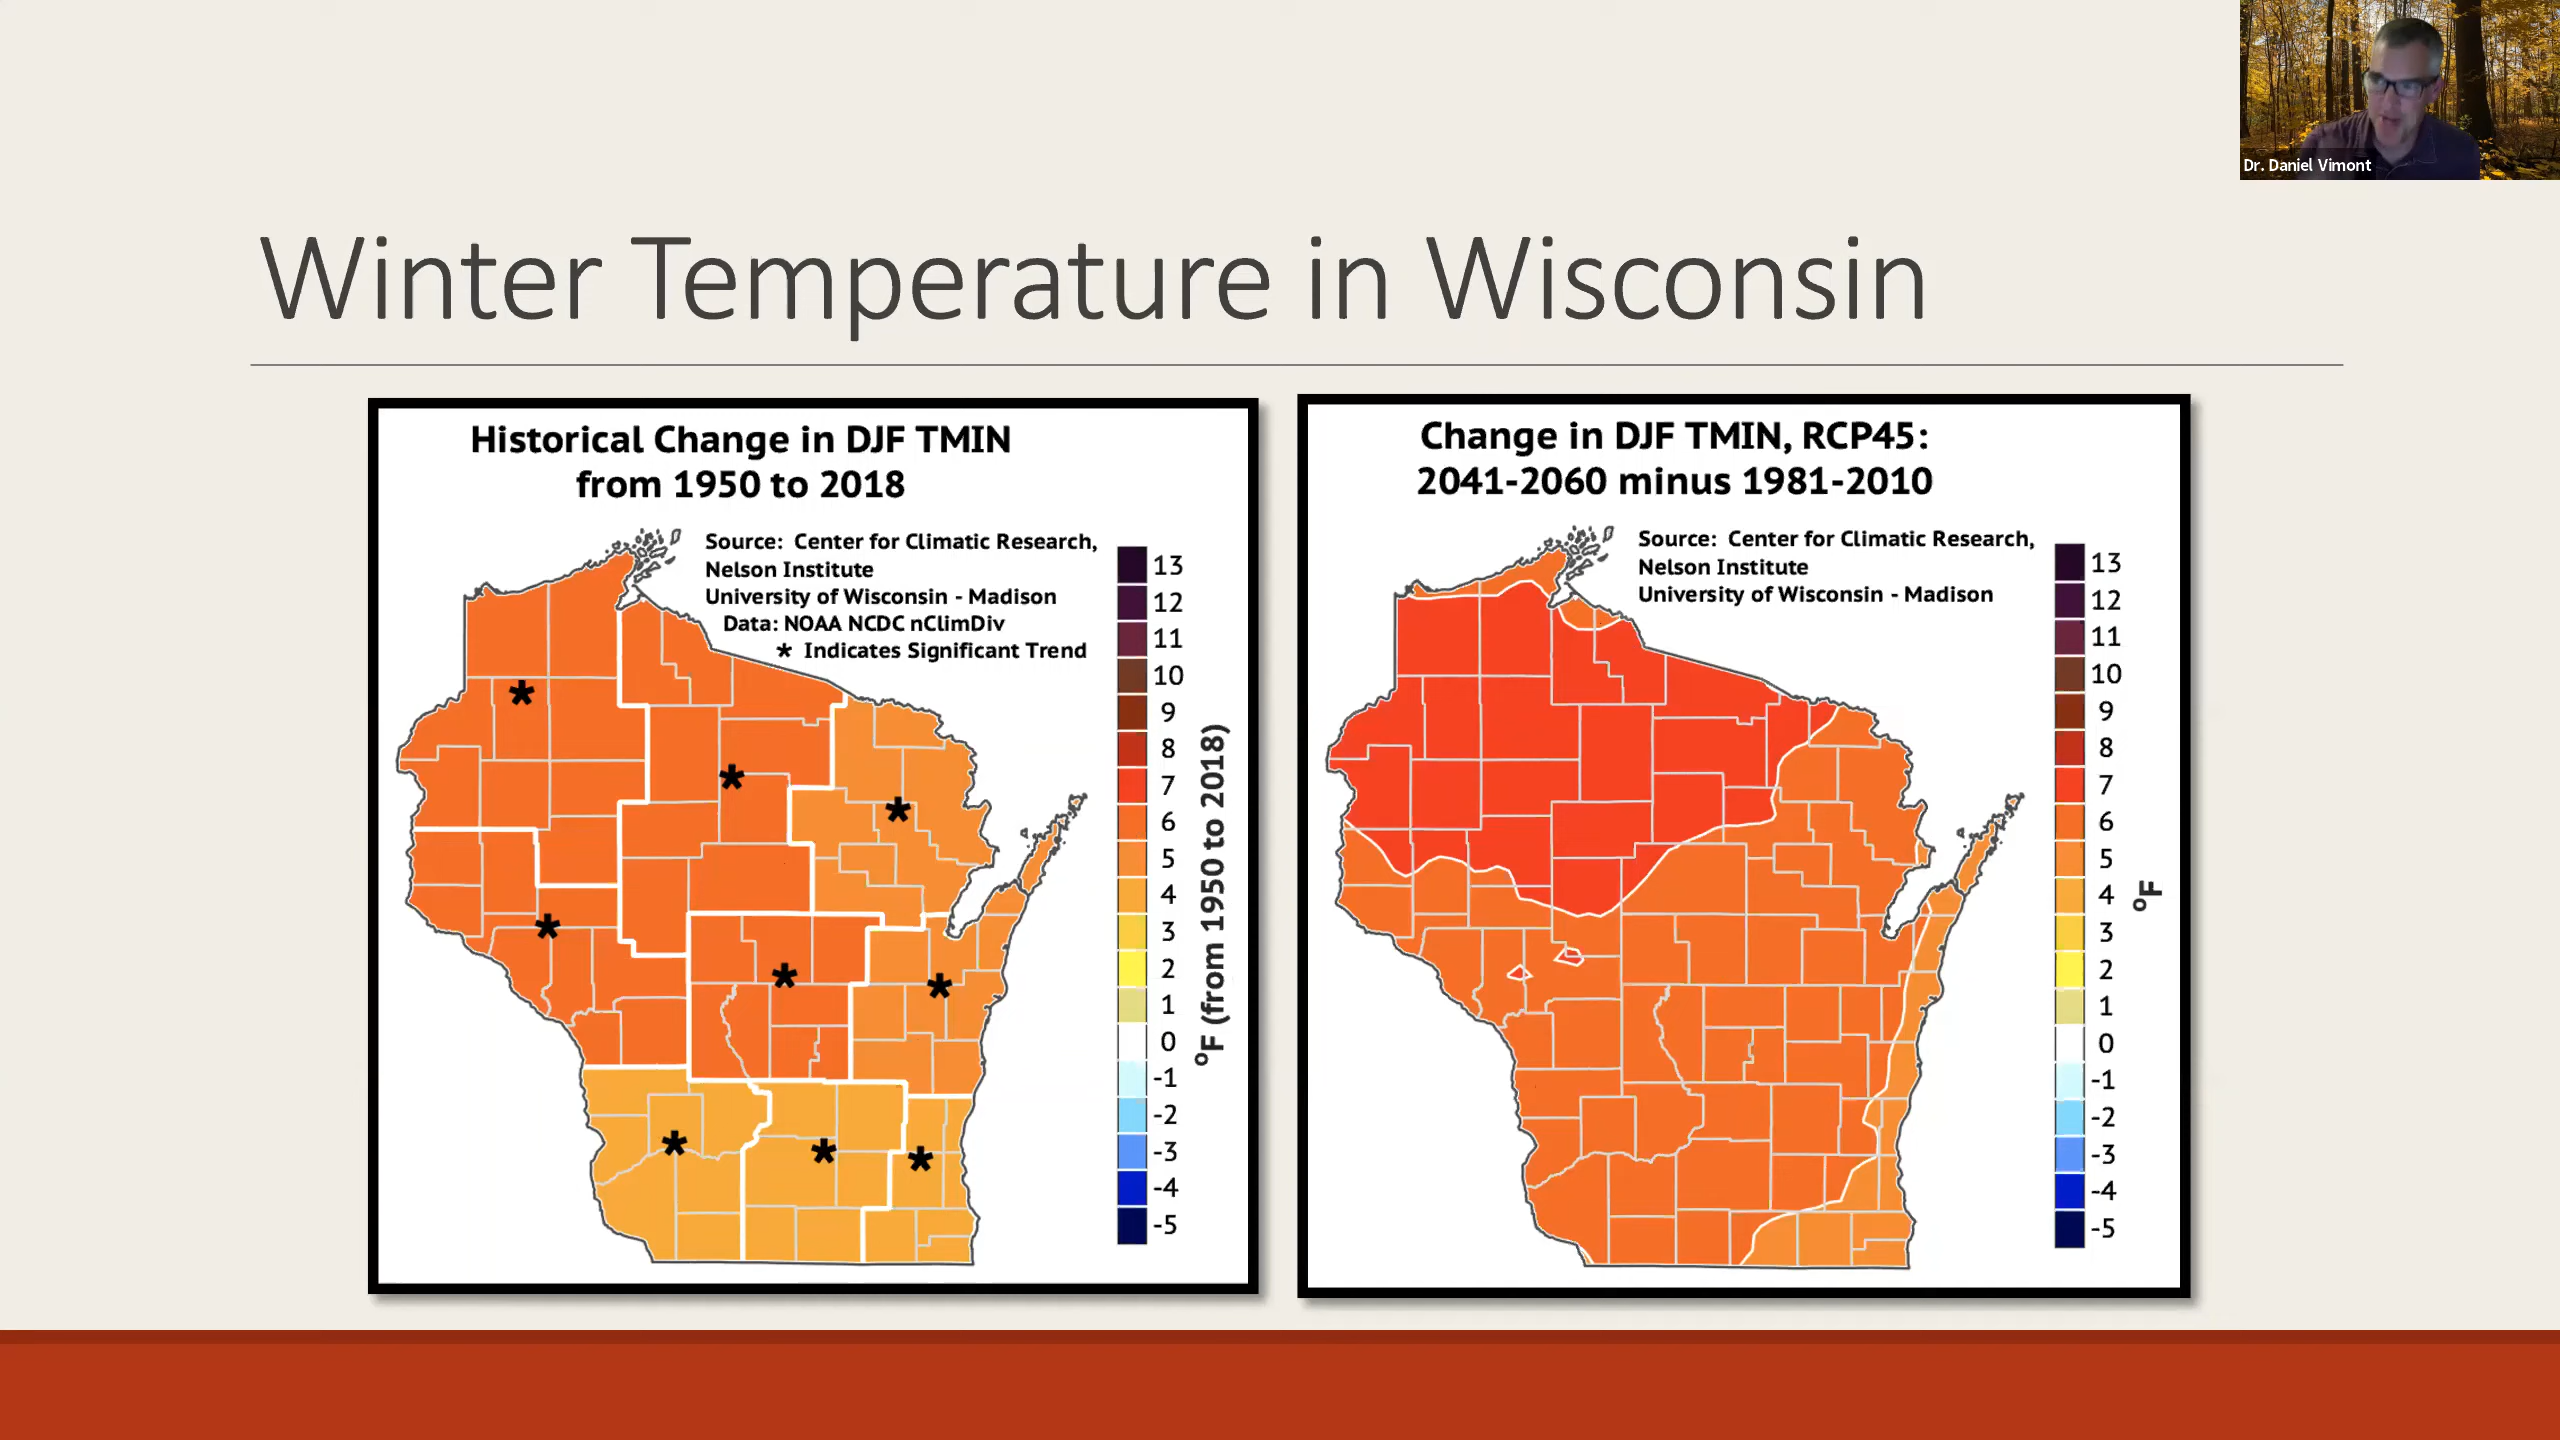 Dr. Daniel Vimont
Winter Temperature in Wisconsin
Historical Change in DJF TMIN
from 1950 to 2018
Source: Center for Climatic Research,
Nelson Institute
University of Wisconsin - Madison
Data: NOAA NCDC nClimDiv
* Indicates Significant Trend
13
12
11
10
9
8
7
6
5
4
3
2
1
0
-1
-2
-3
-4
-5
°F (from 1950 to 2018)
Change in DJF TMIN, RCP45:
2041-2060 minus 1981-2010
Source: Center for Climatic Research,
Nelson Institute
University of Wisconsin - Madison
13
12
11
10
9
8
7
6
5
4
3
2
1
0
-1
-2
-3
-4
-5
°F